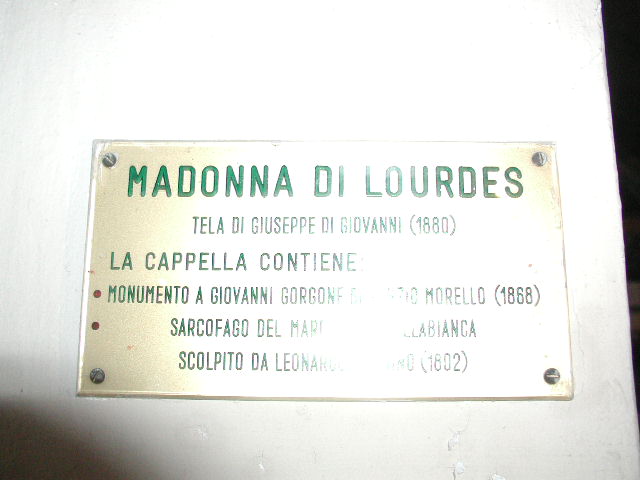 MADONNA DI LOURDES
TELA DI GIUSEPPE DI GIOVANNI (1880)
LA CAPPELLA CONTIENE:
• MONUMENTO A GIOVANNI GORGONE MORELLO (1868)
• SARCOFAGO DEL
SCOLPITO DA (1802)